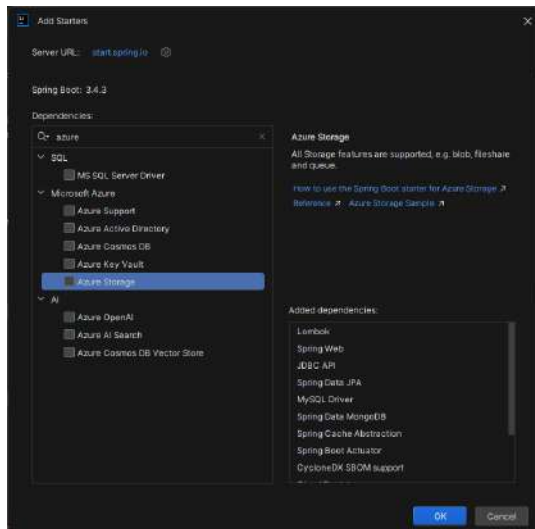 Add Starters
Server URL: start.spring.io
Spring Boot: 3.4.3
Dependencies:
azure
SQL
MS SQL Server Driver
Microsoft Azure
Azure Support
Azure Active Directory
Azure Cosmos DB
Azure Key Vault
Azure Storage
AI
Azure OpenAI
Azure AI Search
Azure Cosmos DB Vector Store
Azure Storage
All Storage features are supported, e.g. blob, fileshare
and queue.
How to use the Spring Boot starter for Azure Storage
Reference Azure Storage Sample
Added dependencies:
Lombok
Spring Web
JDBC API
Spring Data JPA
MySQL Driver
Spring Data MongoDB
Spring Cache Abstraction
Spring Boot Actuator
CycloneDX SBOM support
OK Cancel